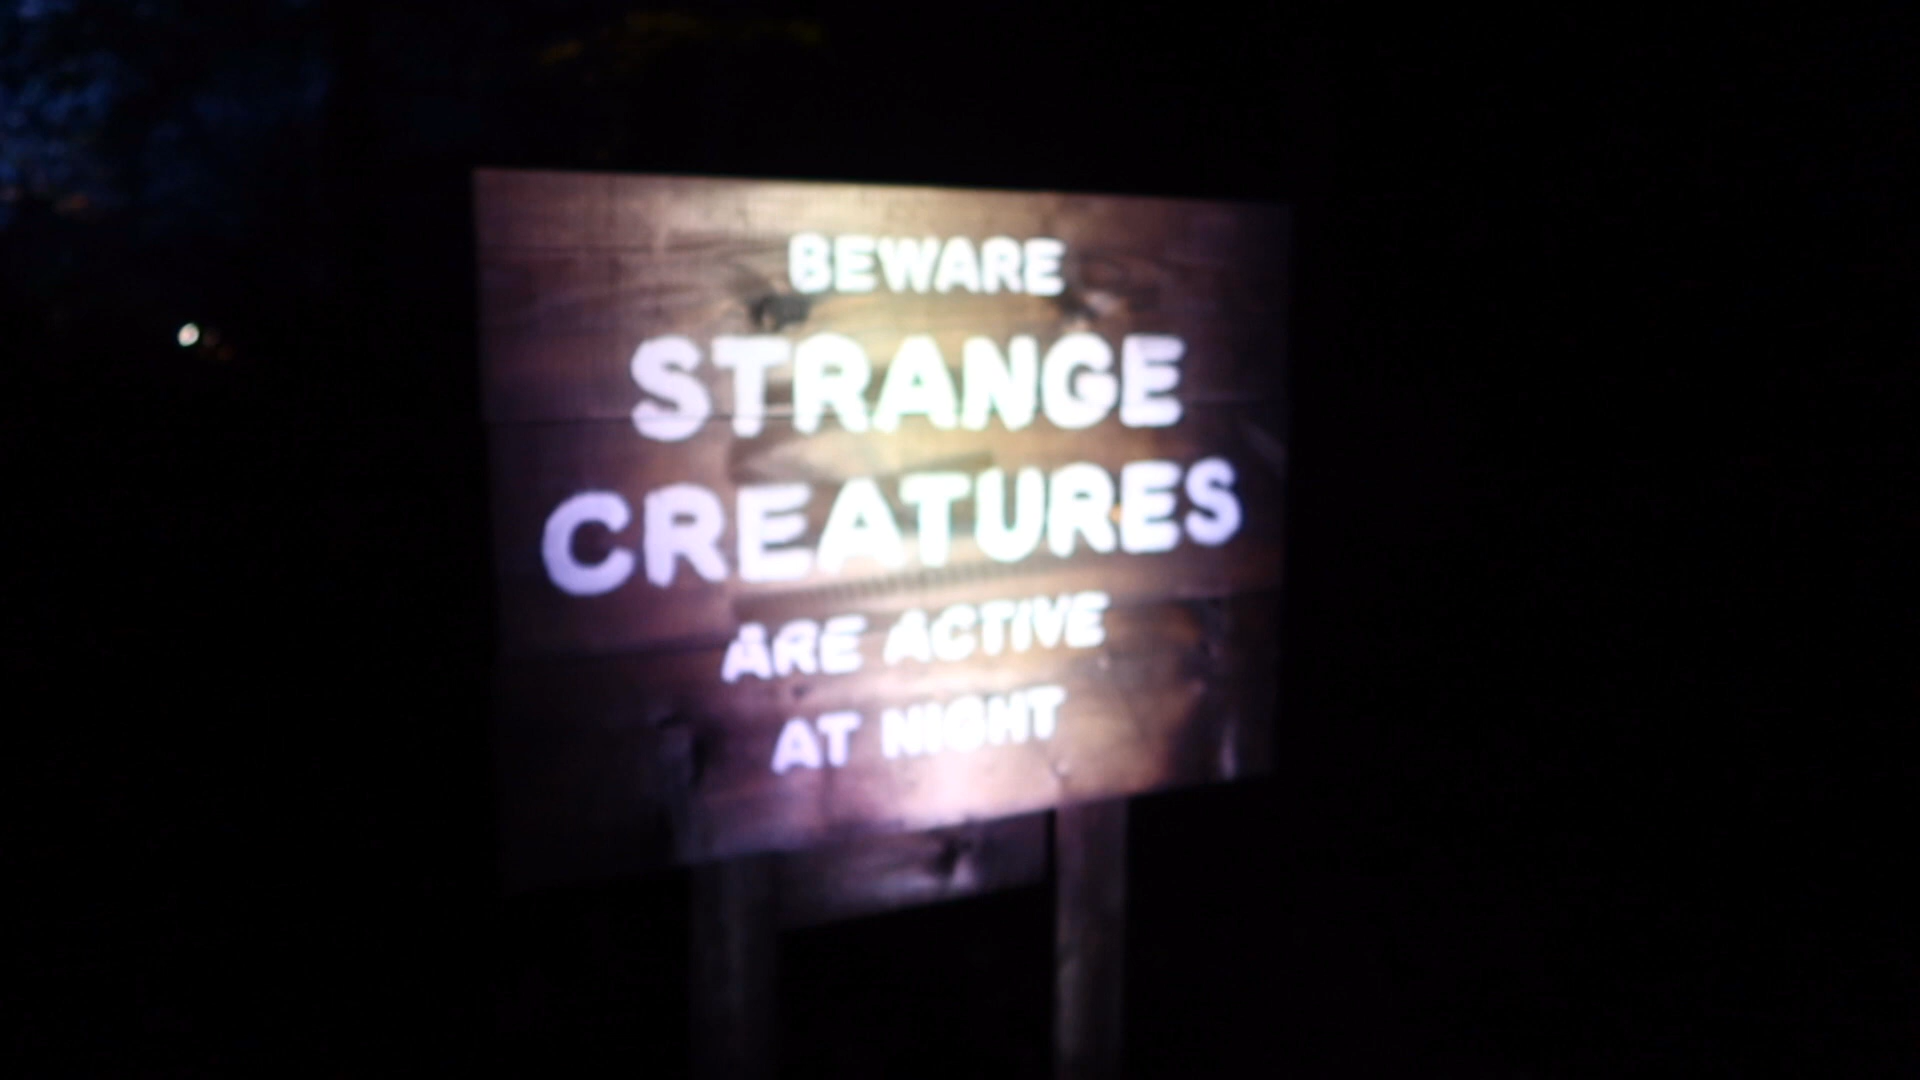 BEWARE
STRANGE
CREATURES
ARE ACTIVE
AT NIGHT